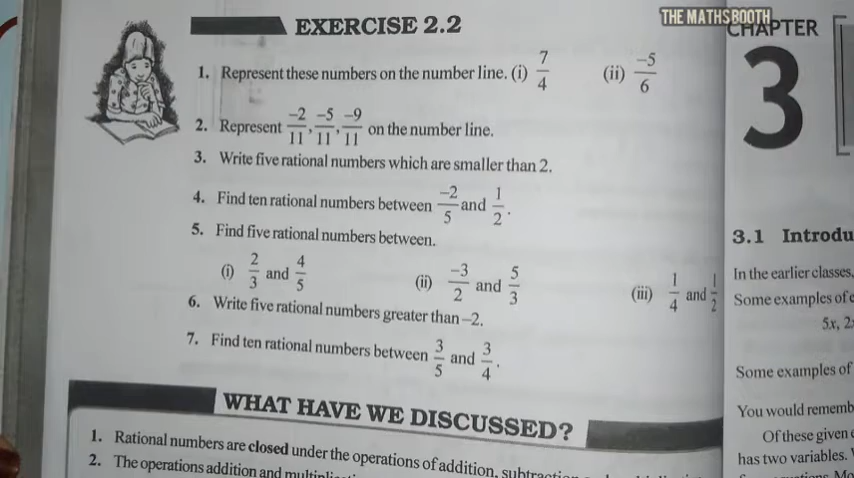 THE MATHSBOOTH
EXERCISE 2.2
1. Represent these numbers on the number line. (i) 7/4 (ii) -5/6
2. Represent -2/11, -5/11, -9/11 on the number line.
3. Write five rational numbers which are smaller than 2.
4. Find ten rational numbers between -2/5 and 1/2.
5. Find five rational numbers between.
(i) 2/3 and 4/5 (ii) -3/2 and 5/3 (iii) 1/4 and 1/2
6. Write five rational numbers greater than –2.
7. Find ten rational numbers between 3/5 and 3/4.
WHAT HAVE WE DISCUSSED?
1. Rational numbers are closed under the operations of addition,
2. The operations addition and
CHAPTER
3
3.1 Introdu
In the earlier classes,
Some examples of
5x, 2
Some examples of
You would rememb
Of these given
has two variables.